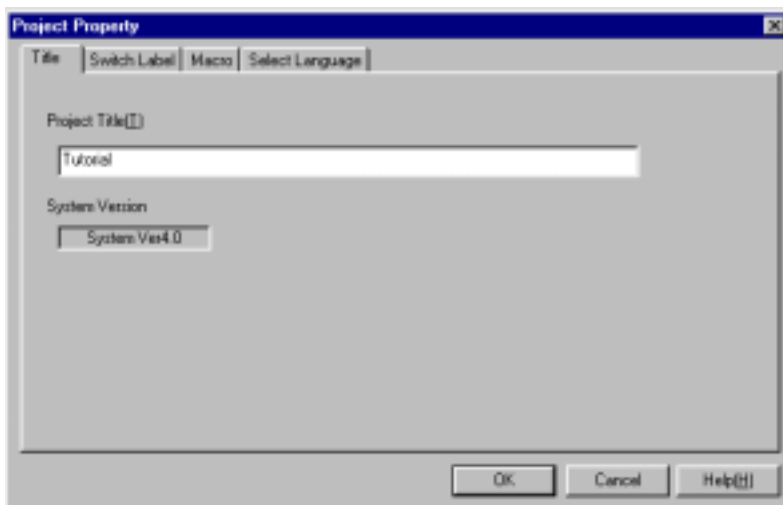 Project Property
Title Switch Label Macro Select Language
Project Title(T)
Tutorial
System Version
System Ver4.0
OK Cancel Help(H)